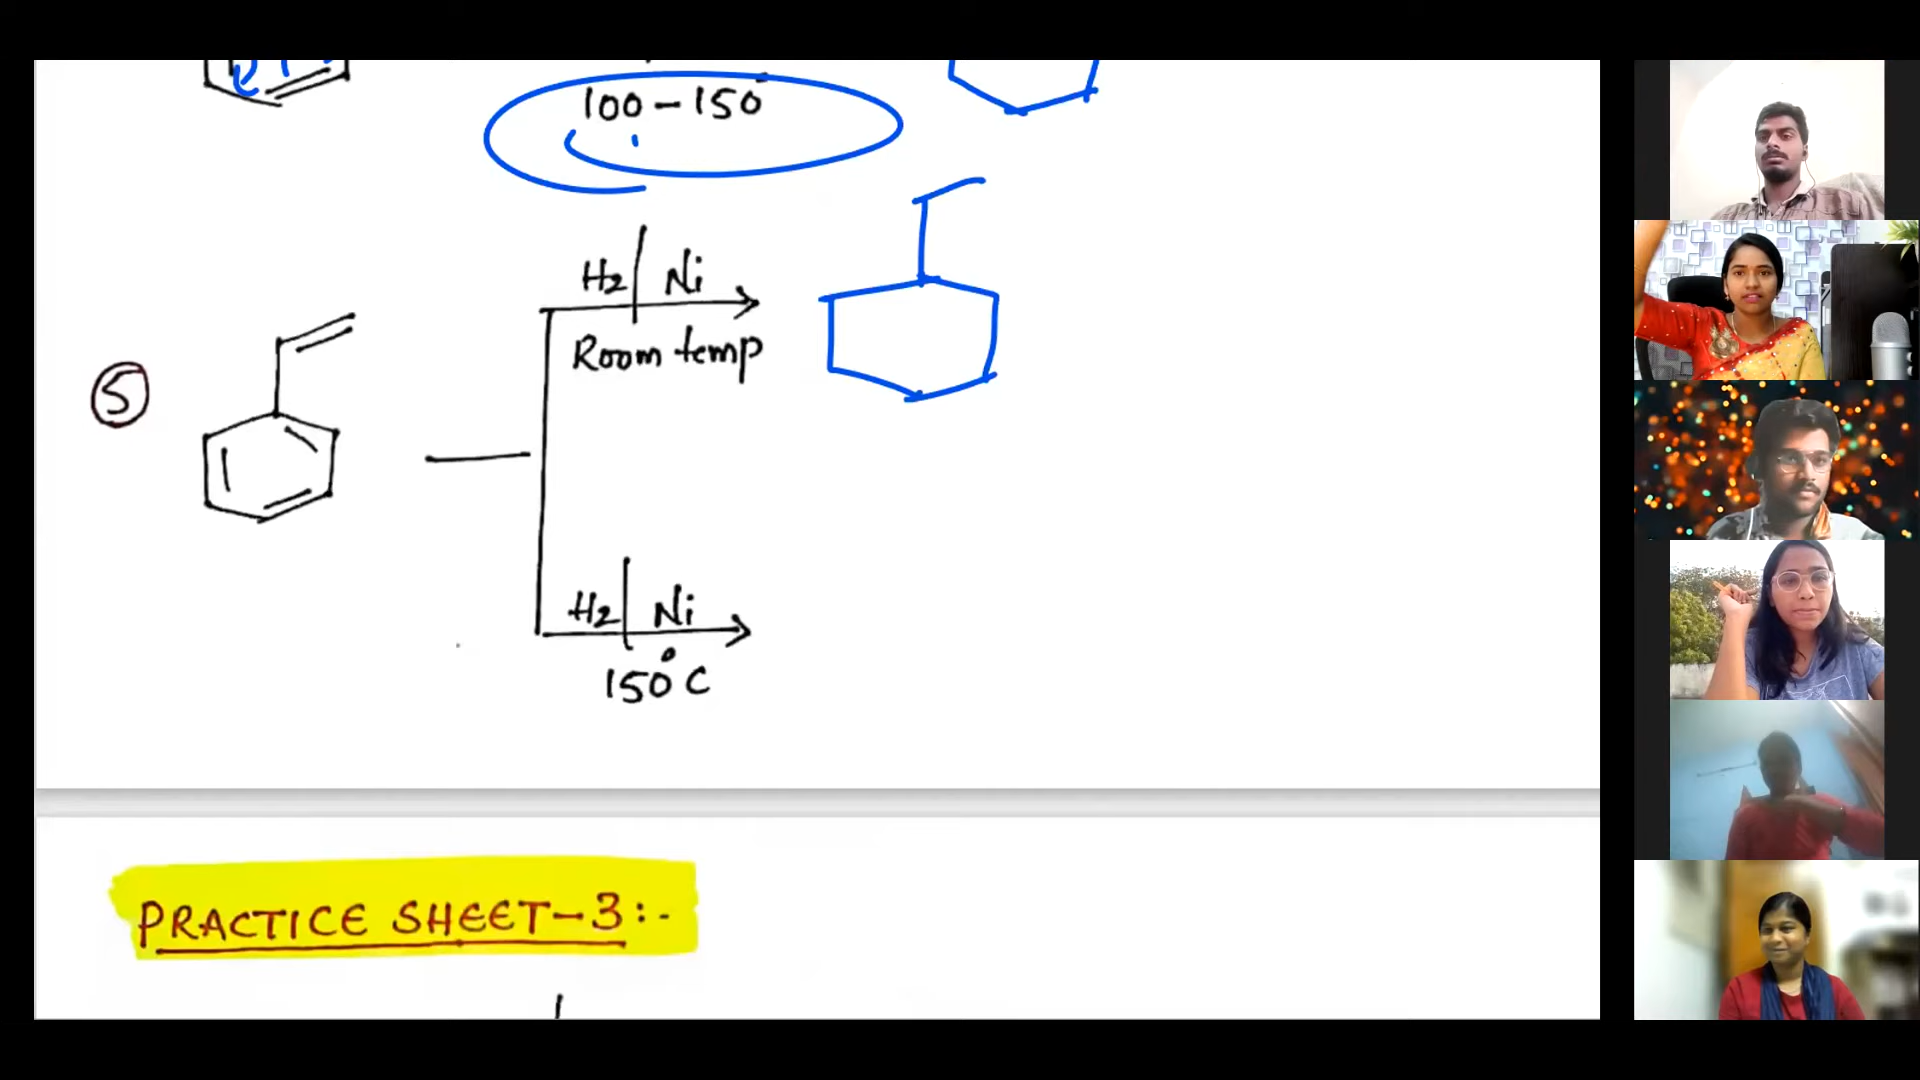 100-150°
H2 | Ni
Room temp
5
H2 | Ni
150°C
PRACTICE SHEET-3:-